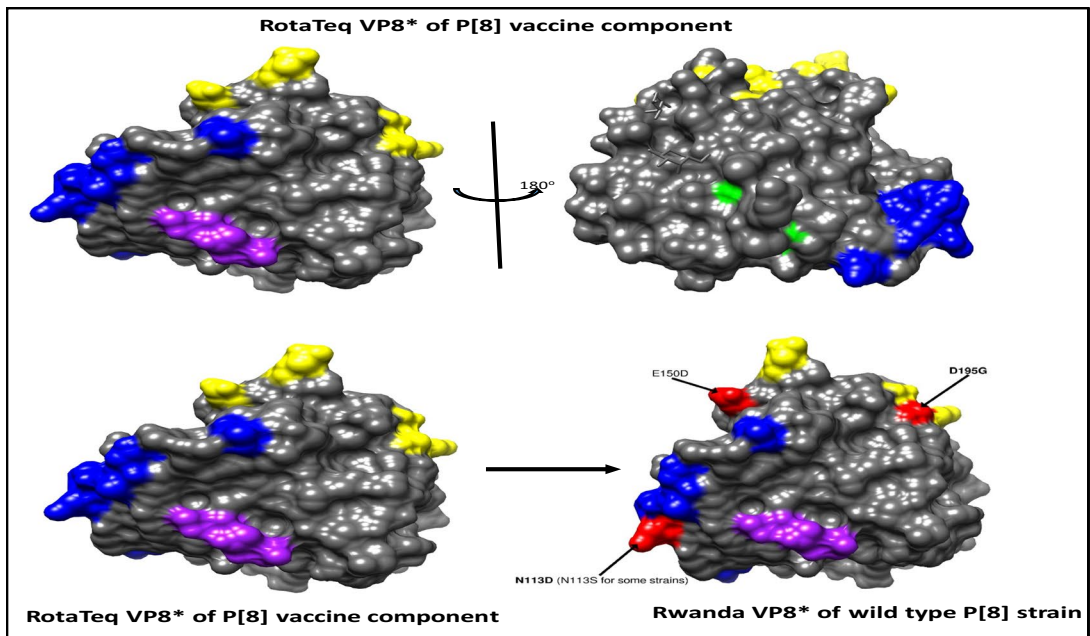 RotaTeq VP8* of P[8] vaccine component
180°
E150D
D195G
N113D (N113S for some strains)
RotaTeq VP8* of P[8] vaccine component
Rwanda VP8* of wild type P[8] strain